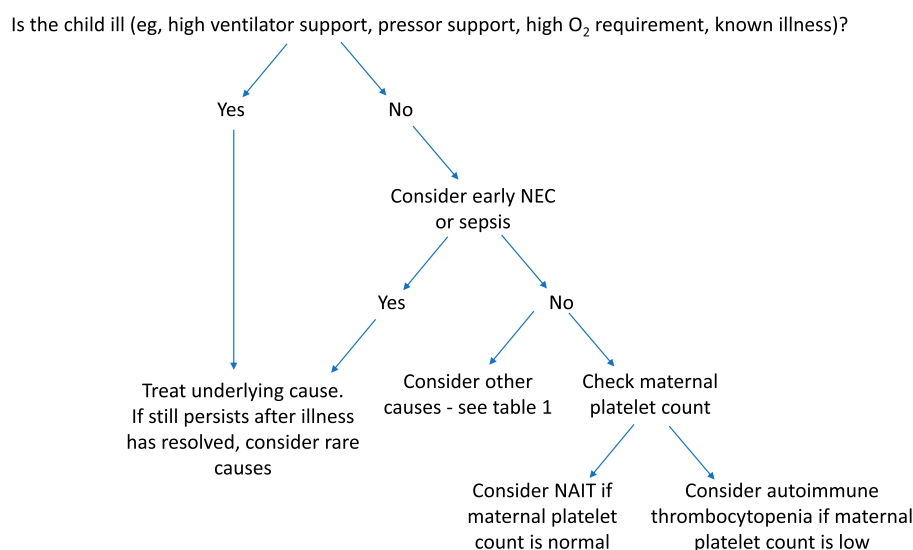 Is the child ill (eg, high ventilator support, pressor support, high O₂ requirement, known illness)?
Yes
No
Consider early NEC
or sepsis
Yes
No
Treat underlying cause.
If still persists after illness
has resolved, consider rare
causes
Consider other
causes - see table 1
Check maternal
platelet count
Consider NAIT if
maternal platelet
count is normal
Consider autoimmune
thrombocytopenia if maternal
platelet count is low